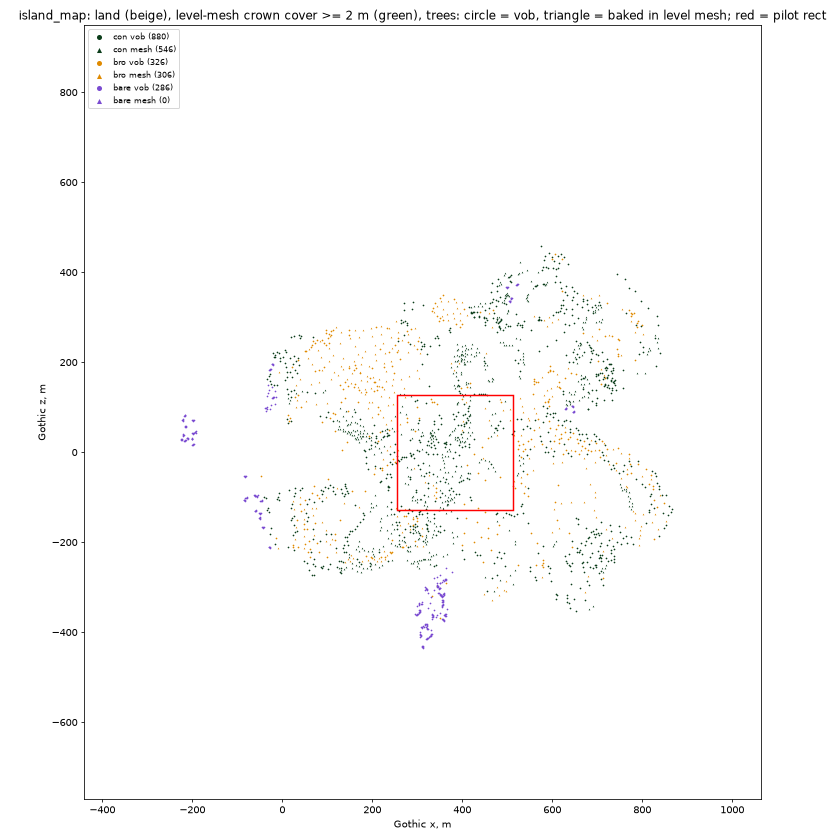 island_map: land (beige), level-mesh crown cover >= 2 m (green), trees: circle = vob, triangle = baked in level mesh; red = pilot rect
con vob (880)
con mesh (546)
bro vob (326)
bro mesh (306)
bare vob (286)
bare mesh (0)
800
600
400
200
0
−200
−400
−600
Gothic z, m
−400 −200 0 200 400 600 800 1000
Gothic x, m